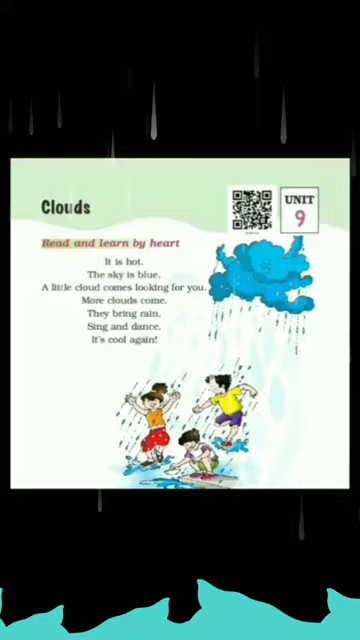 Clouds
UNIT
9
Read and learn by heart
It is hot.
The sky is blue.
A little cloud comes looking for you.
More clouds come.
They bring rain.
Sing and dance.
It's cool again!